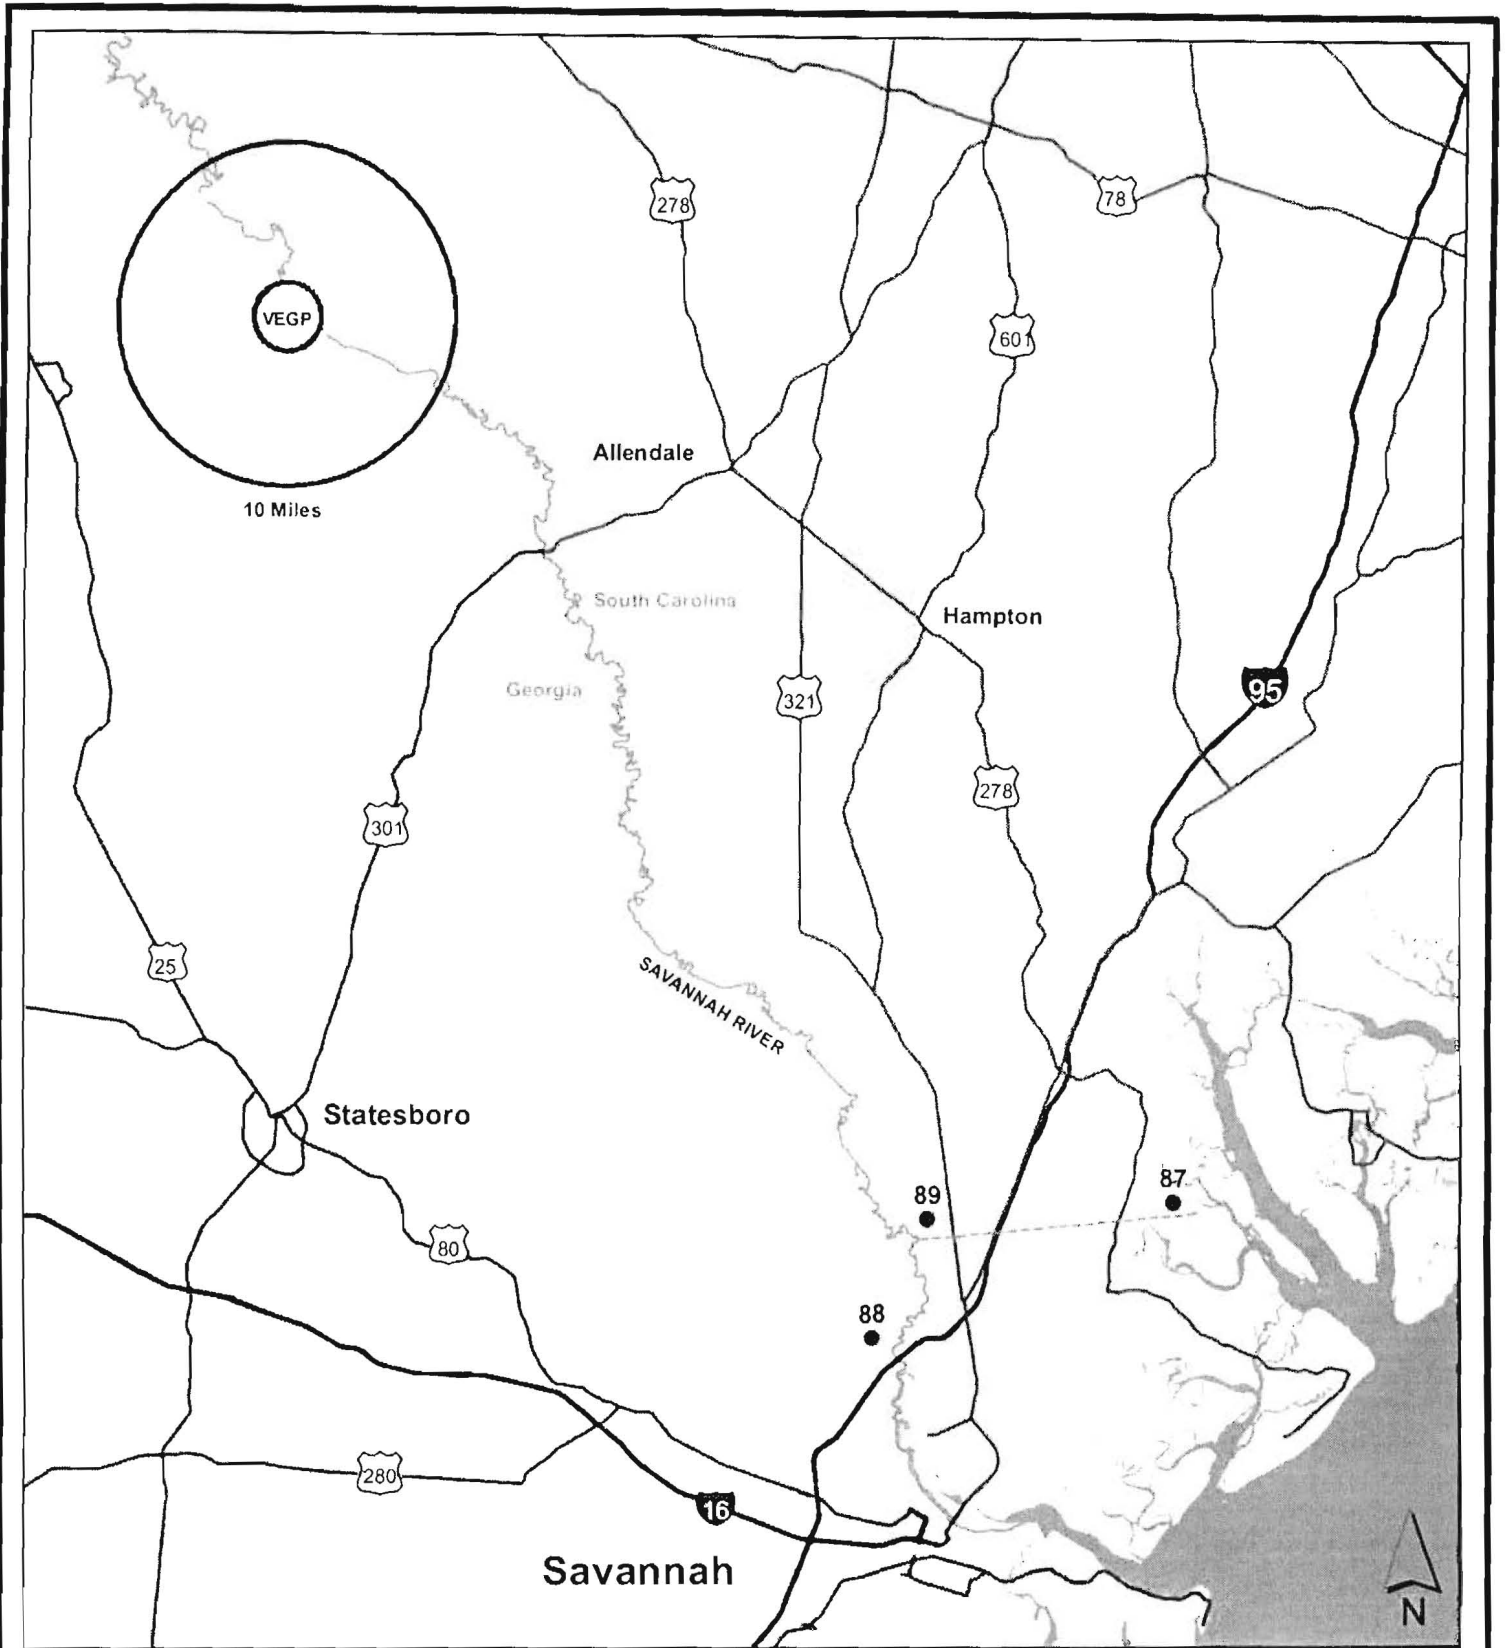 278
78
VEGP
601
Allendale
10 Miles
South Carolina
Hampton
Georgia
95
321
278
301
25
SAVANNAH RIVER
Statesboro
87
89
80
88
280
16
Savannah
N